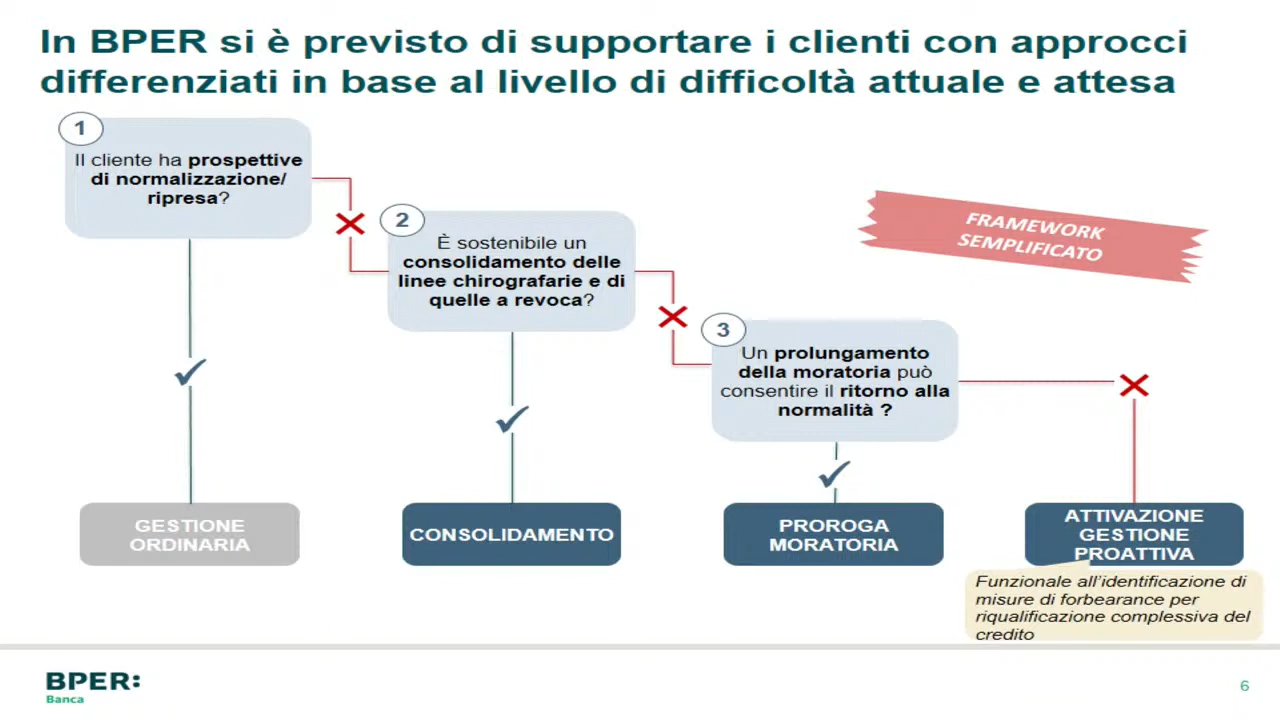 In BPER si è previsto di supportare i clienti con approcci
differenziati in base al livello di difficoltà attuale e attesa
1
Il cliente ha prospettive
di normalizzazione/
ripresa?
2
È sostenibile un
consolidamento delle
linee chirografarie e di
quelle a revoca?
FRAMEWORK
SEMPLIFICATO
3
Un prolungamento
della moratoria può
consentire il ritorno alla
normalità ?
GESTIONE
ORDINARIA
CONSOLIDAMENTO
PROROGA
MORATORIA
ATTIVAZIONE
GESTIONE
PROATTIVA
Funzionale all’identificazione di
misure di forbearance per
riqualificazione complessiva del
credito
BPER:
Banca
6